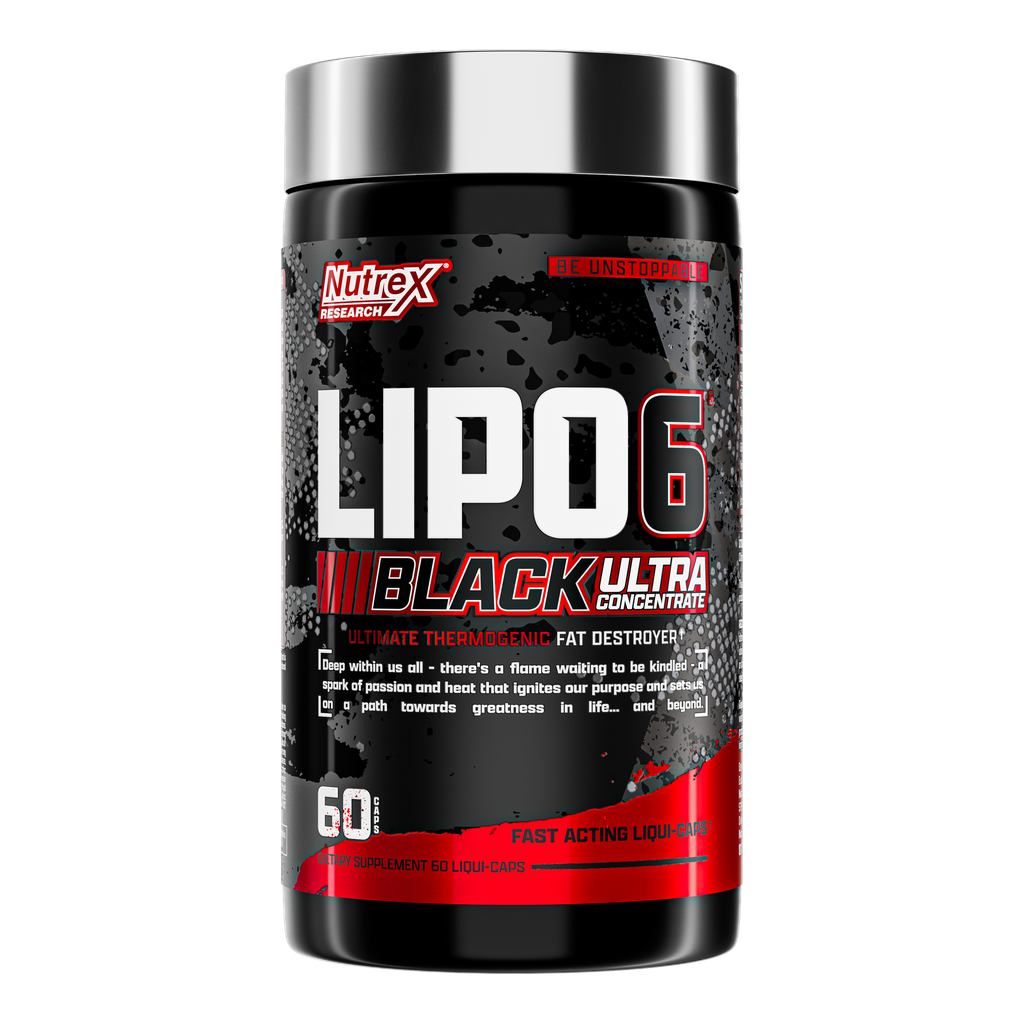 Nutrex®
RESEARCH
BE UNSTOPPABLE
LIPO6
BLACK ULTRA
CONCENTRATE
ULTIMATE THERMOGENIC FAT DESTROYER†
Deep within us all - there's a flame waiting to be kindled - a
spark of passion and heat that ignites our purpose and sets us
on a path towards greatness in life... and beyond.
60 CAPS
FAST ACTING LIQUI-CAPS
DIETARY SUPPLEMENT 60 LIQUI-CAPS